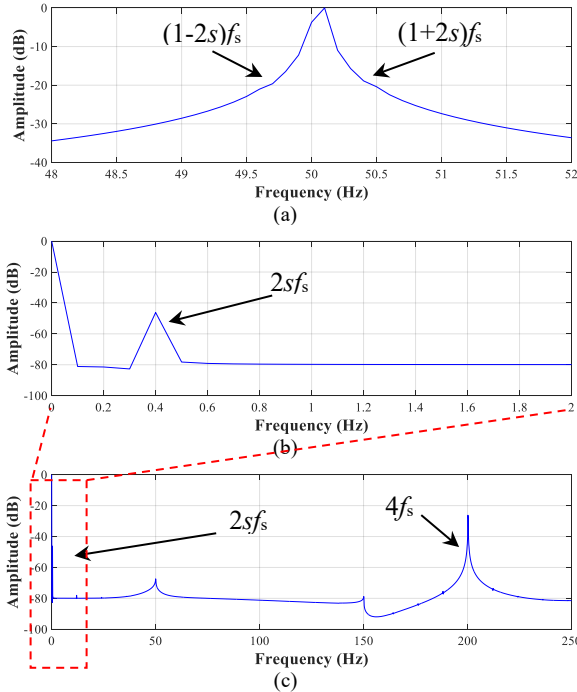 (1-2s)fs
(1+2s)fs
0
-10
-20
-30
-40
Amplitude (dB)
48 48.5 49 49.5 50 50.5 51 51.5 52
Frequency (Hz)
(a)
2sfs
0
-20
-40
-60
-80
-100
Amplitude (dB)
0 0.2 0.4 0.6 0.8 1 1.2 1.4 1.6 1.8 2
Frequency (Hz)
(b)
2sfs
4fs
0
-20
-40
-60
-80
-100
Amplitude (dB)
0 50 100 150 200 250
Frequency (Hz)
(c)